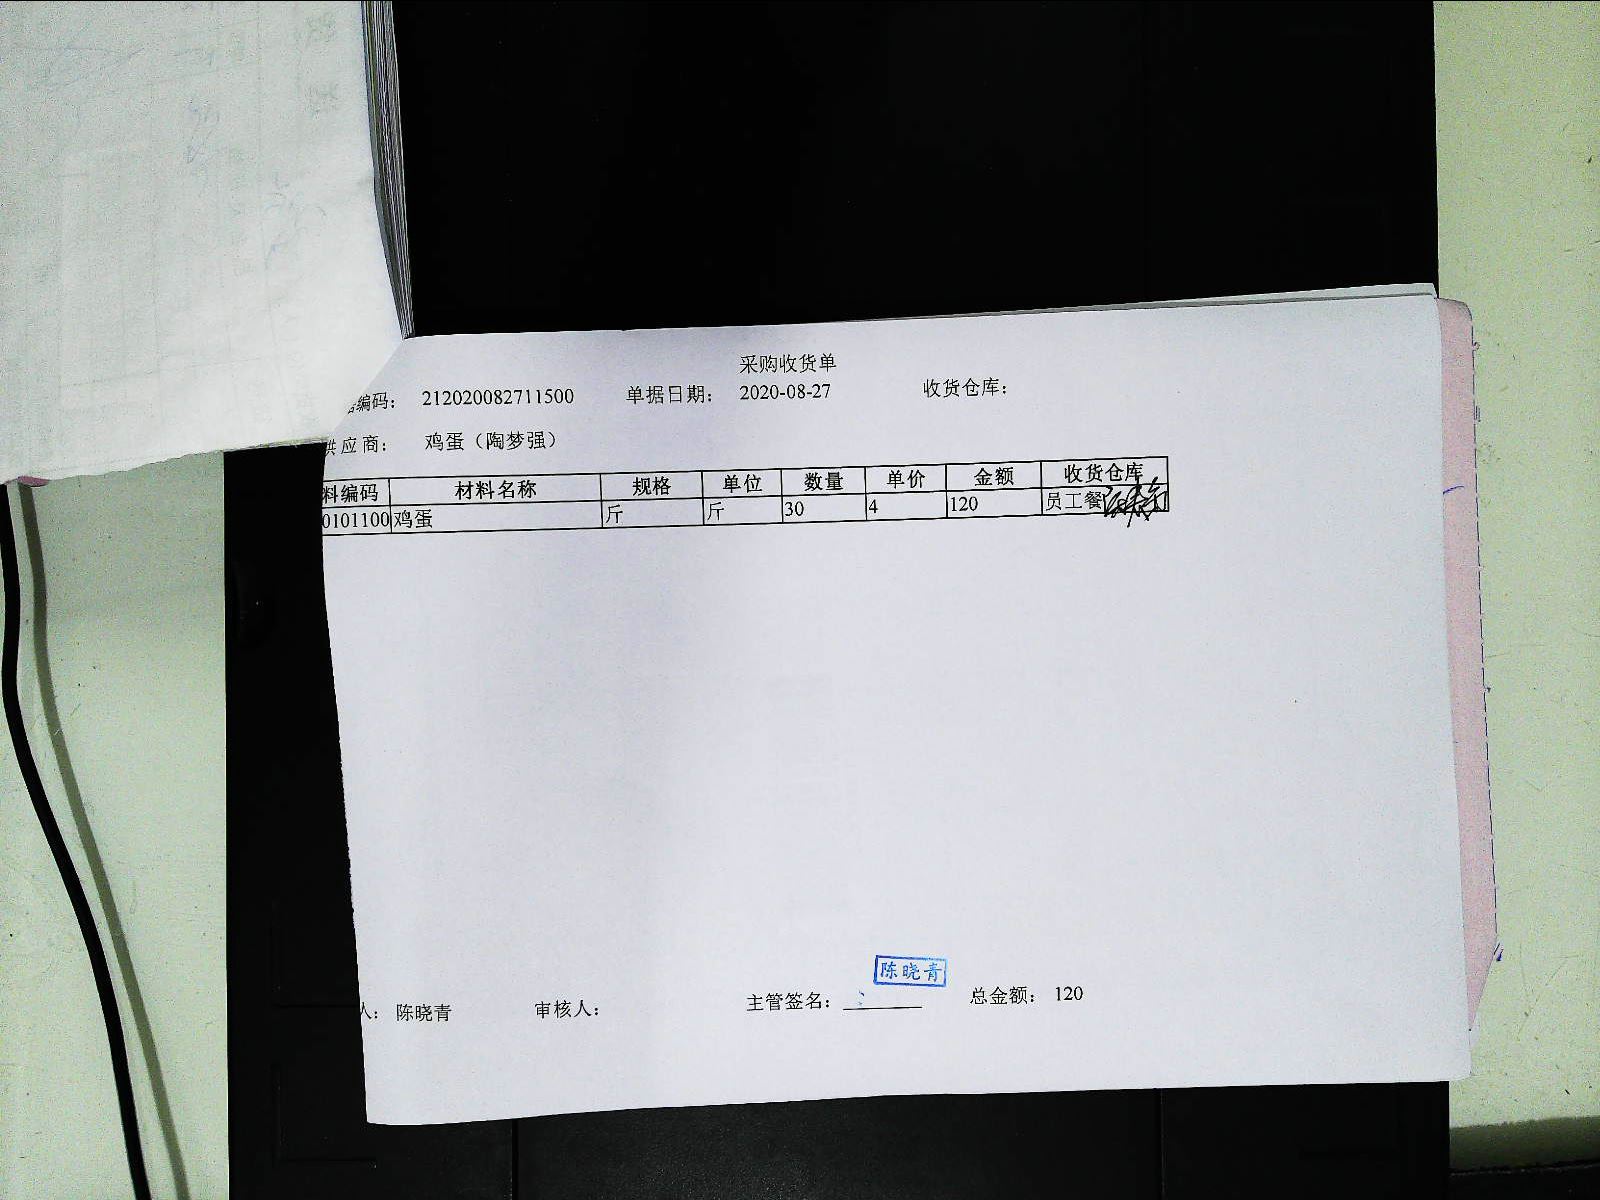 采购收货单
编码： 212020082711500 单据日期： 2020-08-27 收货仓库：
供应商： 鸡蛋（陶梦强）
料编码 材料名称 规格 单位 数量 单价 金额 收货仓库
0101100 鸡蛋 斤 斤 30 4 120 员工餐
陈晓青
人： 陈晓青 审核人： 主管签名： 总金额： 120